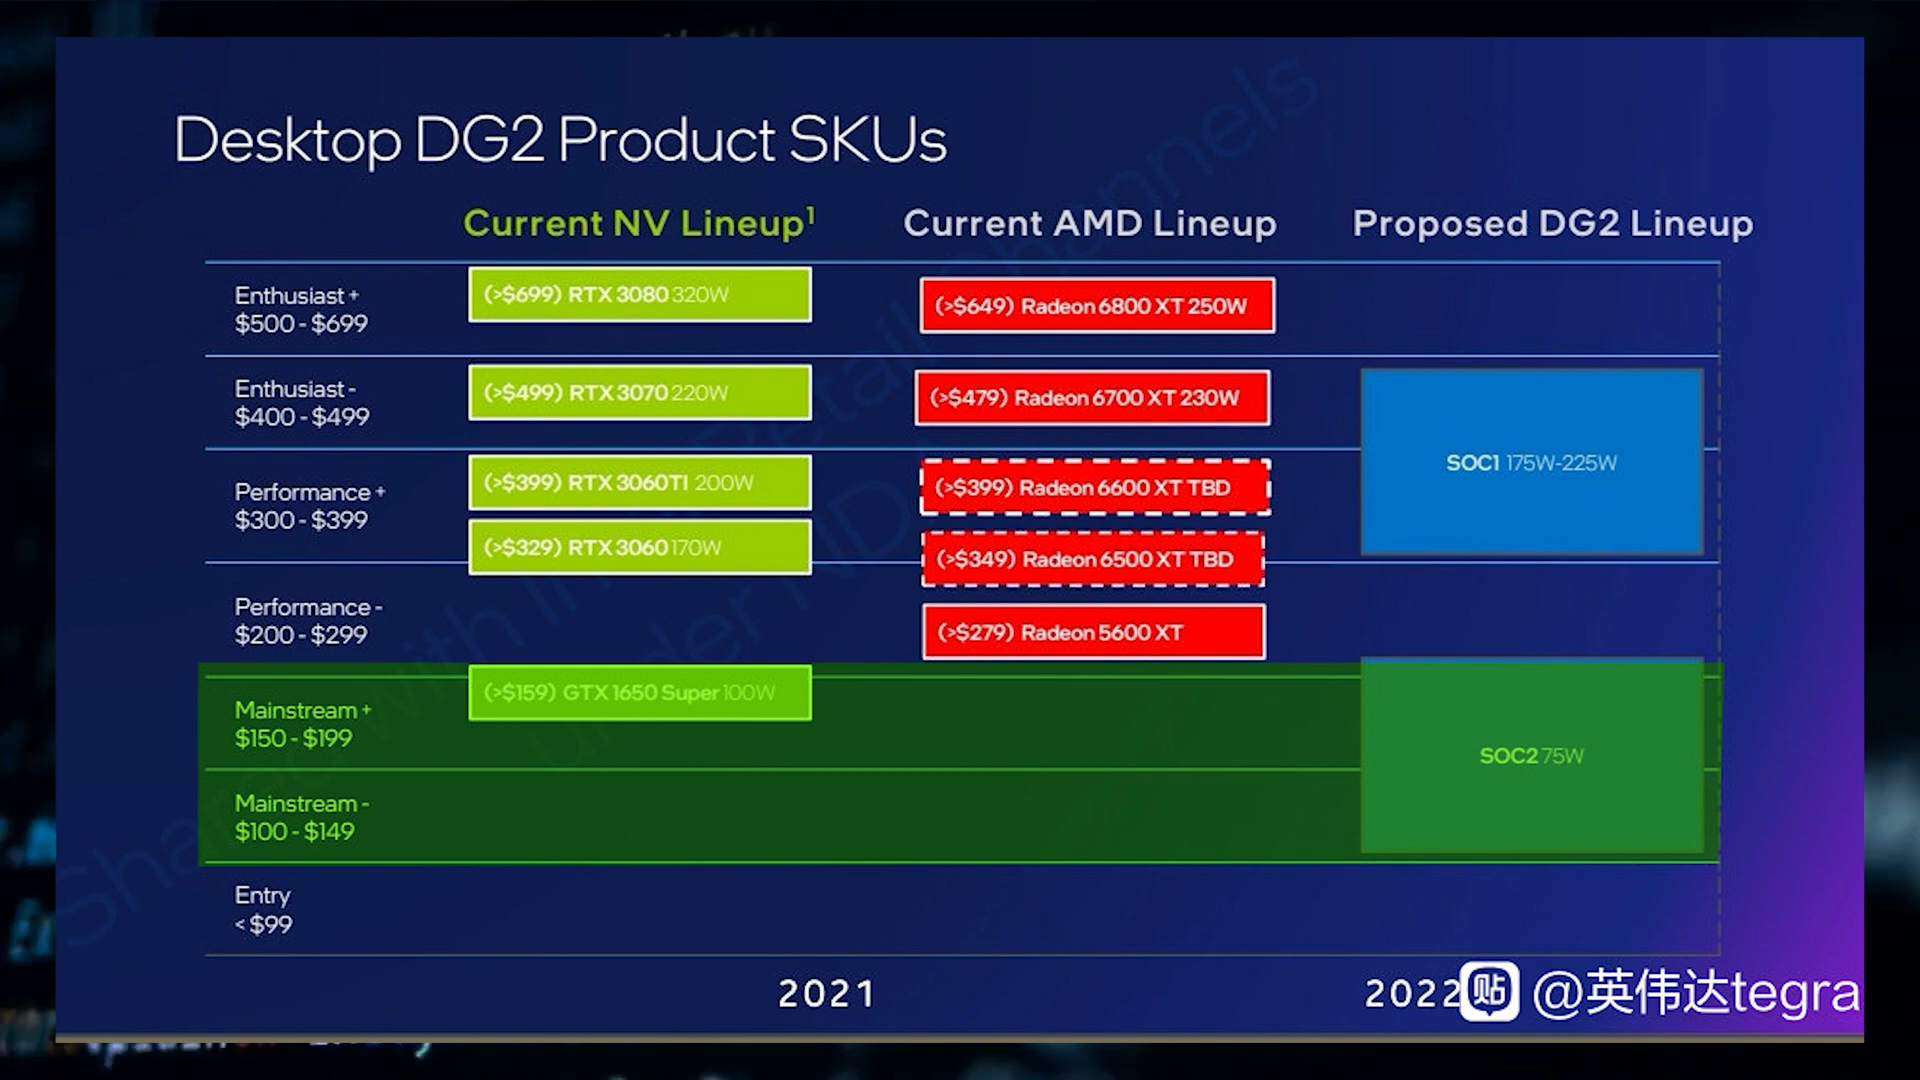 Desktop DG2 Product SKUs
Current NV Lineup¹
Current AMD Lineup
Proposed DG2 Lineup
Enthusiast +
$500 - $699
(>$699) RTX 3080 320W
(>$649) Radeon 6800 XT 250W
Enthusiast -
$400 - $499
(>$499) RTX 3070 220W
(>$479) Radeon 6700 XT 230W
SOC1 175W-225W
Performance +
$300 - $399
(>$399) RTX 3060TI 200W
(>$399) Radeon 6600 XT TBD
(>$329) RTX 3060 170W
(>$349) Radeon 6500 XT TBD
Performance -
$200 - $299
(>$279) Radeon 5600 XT
(>$159) GTX 1650 Super 100W
Mainstream +
$150 - $199
SOC2 75W
Mainstream -
$100 - $149
Entry
< $99
2021
2022
贴 @英伟达tegra